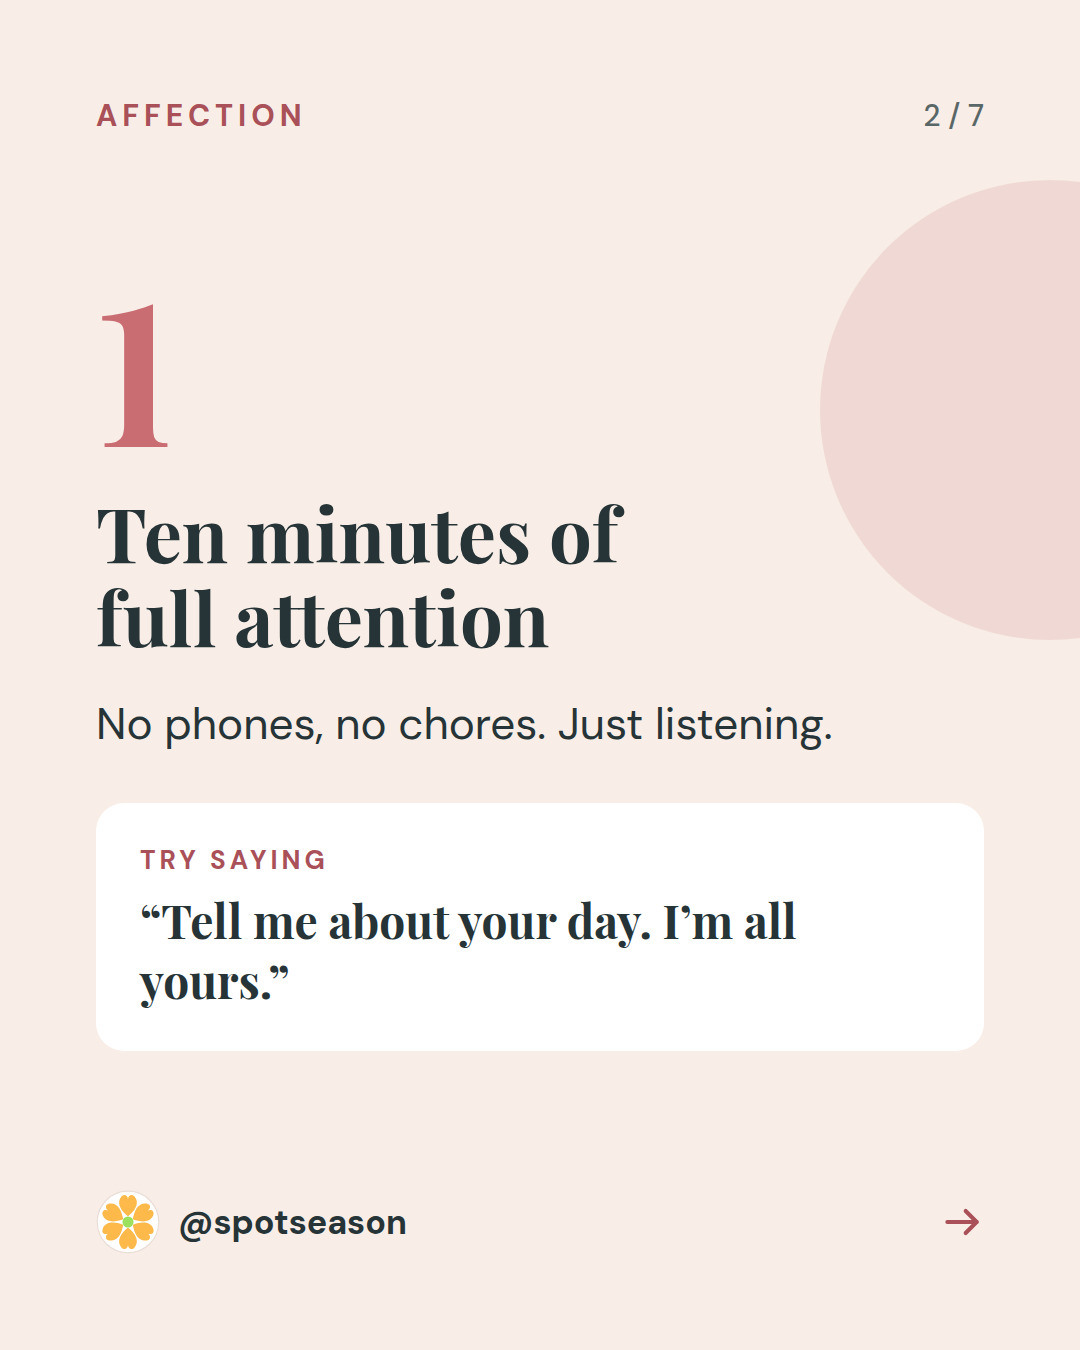 AFFECTION
2 / 7
1
Ten minutes of
full attention
No phones, no chores. Just listening.
TRY SAYING
“Tell me about your day. I’m all
yours.”
@spotseason